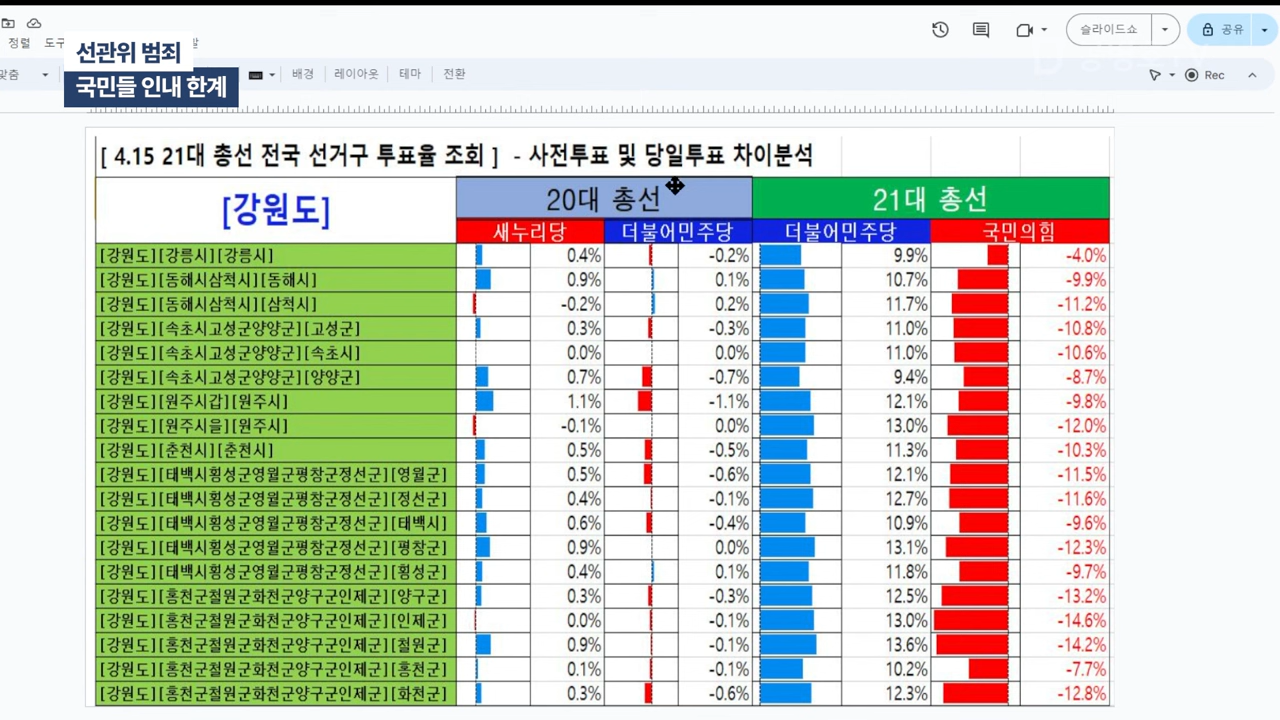 정렬
슬라이드쇼
공유
선관위 범죄
국민들 인내 한계
맞춤
배경
레이아웃
테마
전환
Rec
[ 4.15 21대 총선 전국 선거구 투표율 조회 ] - 사전투표 및 당일투표 차이분석
[강원도] 20대 총선 21대 총선
새누리당 더불어민주당 더불어민주당 국민의힘
[강원도][강릉시][강릉시] 0.4% -0.2% 9.9% -4.0%
[강원도][동해시삼척시][동해시] 0.9% 0.1% 10.7% -9.9%
[강원도][동해시삼척시][삼척시] -0.2% 0.2% 11.7% -11.2%
[강원도][속초시고성군양양군][고성군] 0.3% -0.3% 11.0% -10.8%
[강원도][속초시고성군양양군][속초시] 0.0% 0.0% 11.0% -10.6%
[강원도][속초시고성군양양군][양양군] 0.7% -0.7% 9.4% -8.7%
[강원도][원주시갑][원주시] 1.1% -1.1% 12.1% -9.8%
[강원도][원주시을][원주시] -0.1% 0.0% 13.0% -12.0%
[강원도][춘천시][춘천시] 0.5% -0.5% 11.3% -10.3%
[강원도][태백시횡성군영월군평창군정선군][영월군] 0.5% -0.6% 12.1% -11.5%
[강원도][태백시횡성군영월군평창군정선군][정선군] 0.4% -0.1% 12.7% -11.6%
[강원도][태백시횡성군영월군평창군정선군][태백시] 0.6% -0.4% 10.9% -9.6%
[강원도][태백시횡성군영월군평창군정선군][평창군] 0.9% 0.0% 13.1% -12.3%
[강원도][태백시횡성군영월군평창군정선군][횡성군] 0.4% 0.1% 11.8% -9.7%
[강원도][홍천군철원군화천군양구군인제군][양구군] 0.3% -0.3% 12.5% -13.2%
[강원도][홍천군철원군화천군양구군인제군][인제군] 0.0% -0.1% 13.0% -14.6%
[강원도][홍천군철원군화천군양구군인제군][철원군] 0.9% -0.1% 13.6% -14.2%
[강원도][홍천군철원군화천군양구군인제군][홍천군] 0.1% -0.1% 10.2% -7.7%
[강원도][홍천군철원군화천군양구군인제군][화천군] 0.3% -0.6% 12.3% -12.8%